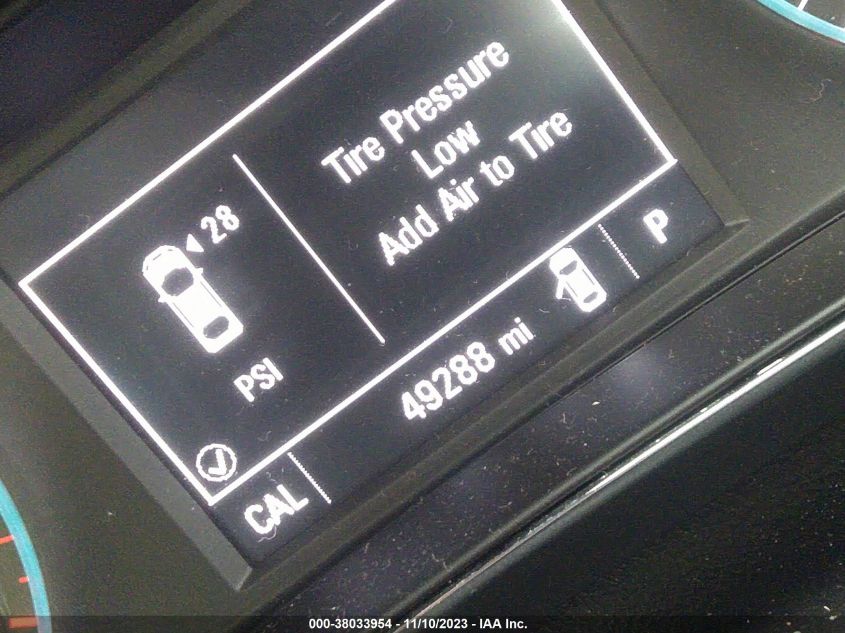 Tire Pressure
Low
Add Air to Tire
28
PSI
49288 mi
P
CAL
000-38033954 - 11/10/2023 - IAA Inc.